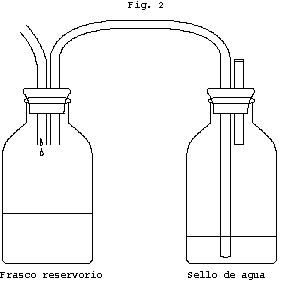 Fig. 2
Frasco reservorio
Sello de agua